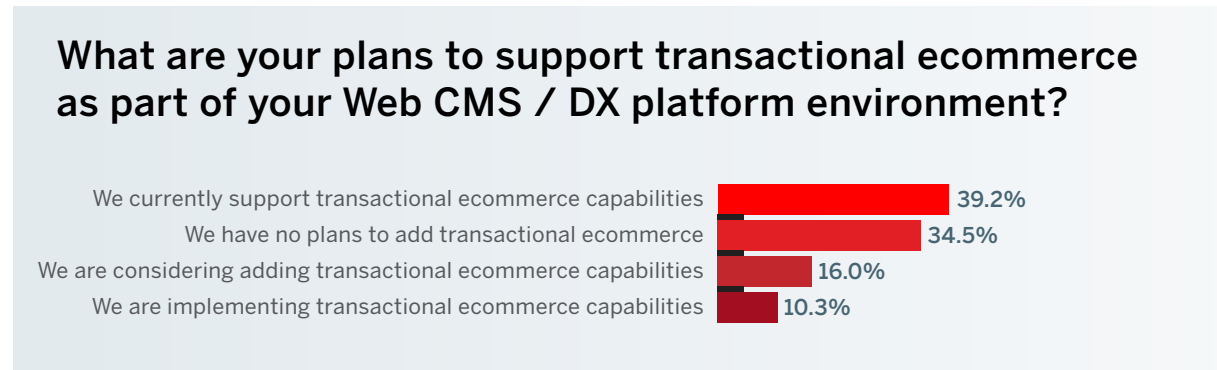 What are your plans to support transactional ecommerce
as part of your Web CMS / DX platform environment?
We currently support transactional ecommerce capabilities 39.2%
We have no plans to add transactional ecommerce 34.5%
We are considering adding transactional ecommerce capabilities 16.0%
We are implementing transactional ecommerce capabilities 10.3%